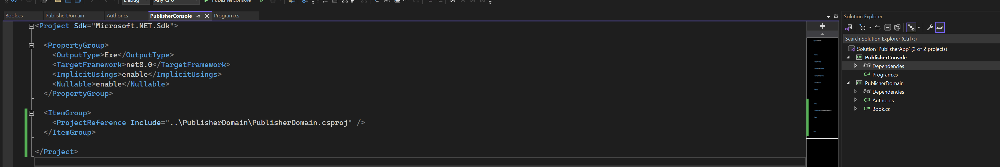 Debug
Any CPU
PublisherConsole
Book.cs
PublisherDomain
Author.cs
PublisherConsole
Program.cs
<Project Sdk="Microsoft.NET.Sdk">
<PropertyGroup>
<OutputType>Exe</OutputType>
<TargetFramework>net8.0</TargetFramework>
<ImplicitUsings>enable</ImplicitUsings>
<Nullable>enable</Nullable>
</PropertyGroup>
<ItemGroup>
<ProjectReference Include="..\PublisherDomain\PublisherDomain.csproj" />
</ItemGroup>
</Project>
Solution Explorer
Search Solution Explorer (Ctrl+;)
Solution 'PublisherApp' (2 of 2 projects)
C# PublisherConsole
Dependencies
C# Program.cs
C# PublisherDomain
Dependencies
C# Author.cs
C# Book.cs